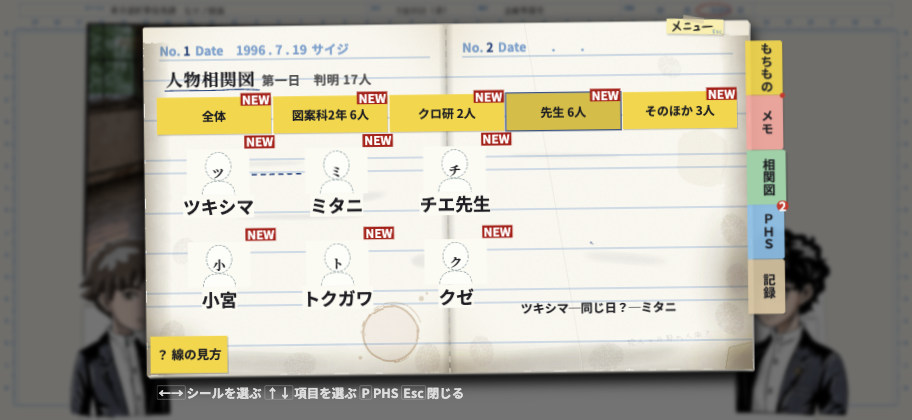 メニュー Esc
No. 1 Date 1996.7.19 サイジ
No. 2 Date . .
人物相関図 第一日 判明 17人
全体 NEW
図案科2年 6人 NEW
クロ研 2人 NEW
先生 6人 NEW
そのほか 3人 NEW
NEW NEW NEW
ツ ミ チ
ツキシマ ミタニ チエ先生
NEW NEW NEW
小 ト ク
小宮 トクガワ クゼ
ツキシマ─同じ日?─ミタニ
? 線の見方
もちもの
メモ
相関図
PHS 2
記録
←→ シールを選ぶ ↑↓ 項目を選ぶ P PHS Esc 閉じる